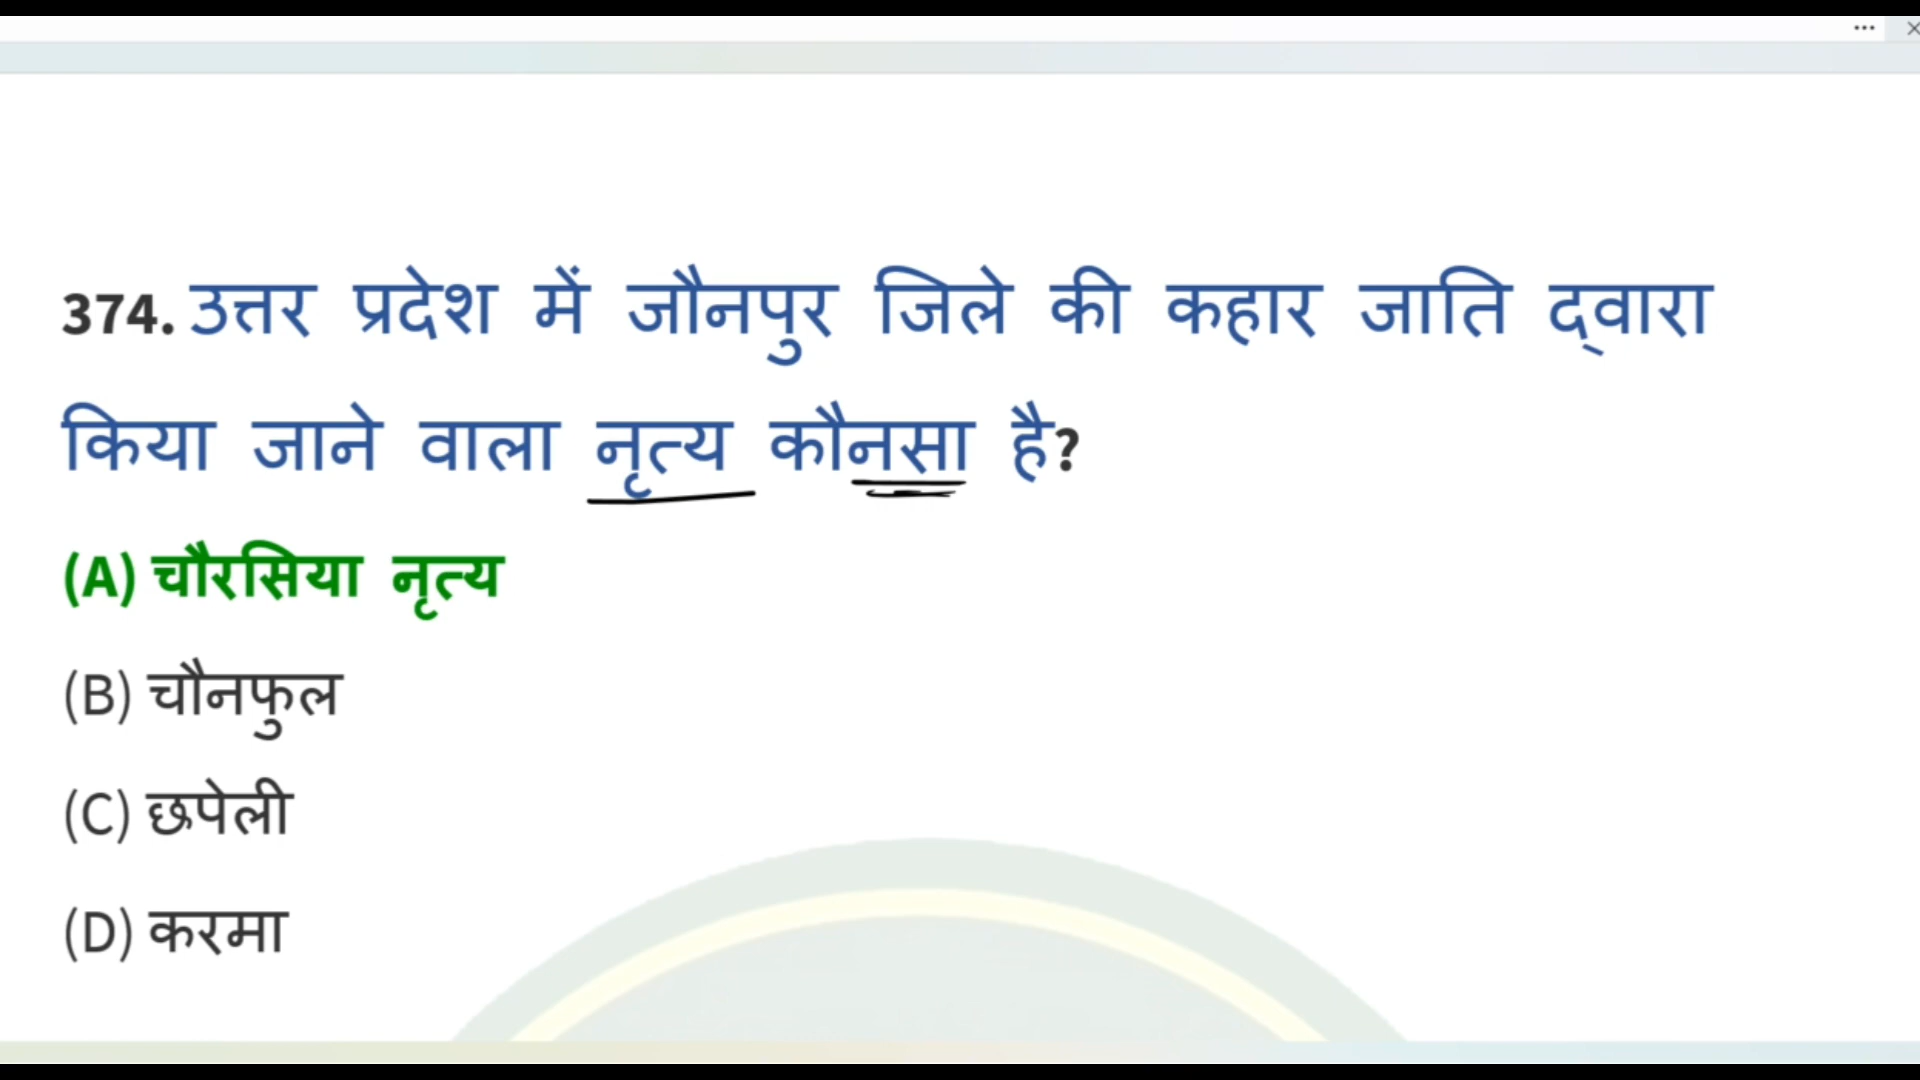 374. उत्तर प्रदेश में जौनपुर जिले की कहार जाति द्‌वारा
किया जाने वाला नृत्य कौनसा है?
(A) चौरसिया नृत्य
(B) चौनफुल
(C) छपेली
(D) करमा